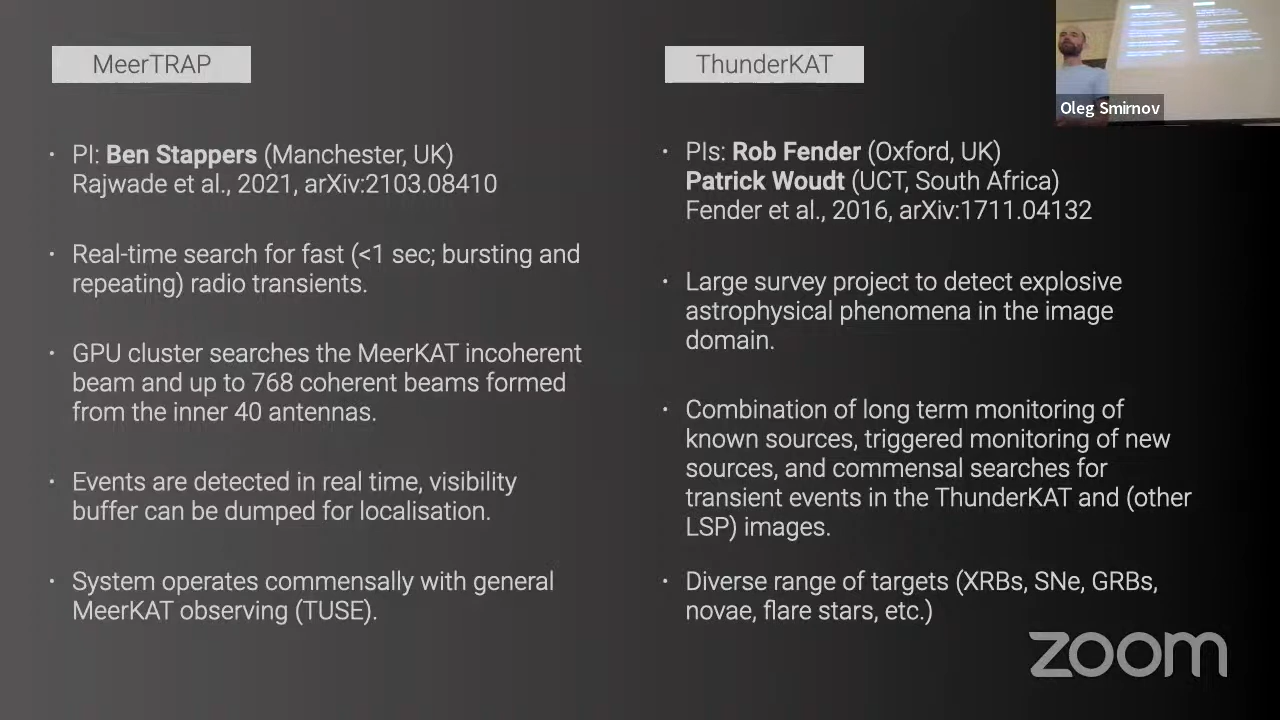 MeerTRAP
• PI: Ben Stappers (Manchester, UK)
Rajwade et al., 2021, arXiv:2103.08410
• Real-time search for fast (<1 sec; bursting and
repeating) radio transients.
• GPU cluster searches the MeerKAT incoherent
beam and up to 768 coherent beams formed
from the inner 40 antennas.
• Events are detected in real time, visibility
buffer can be dumped for localisation.
• System operates commensally with general
MeerKAT observing (TUSE).
ThunderKAT
• PIs: Rob Fender (Oxford, UK)
Patrick Woudt (UCT, South Africa)
Fender et al., 2016, arXiv:1711.04132
• Large survey project to detect explosive
astrophysical phenomena in the image
domain.
• Combination of long term monitoring of
known sources, triggered monitoring of new
sources, and commensal searches for
transient events in the ThunderKAT and (other
LSP) images.
• Diverse range of targets (XRBs, SNe, GRBs,
novae, flare stars, etc.)
Oleg Smirnov
zoom